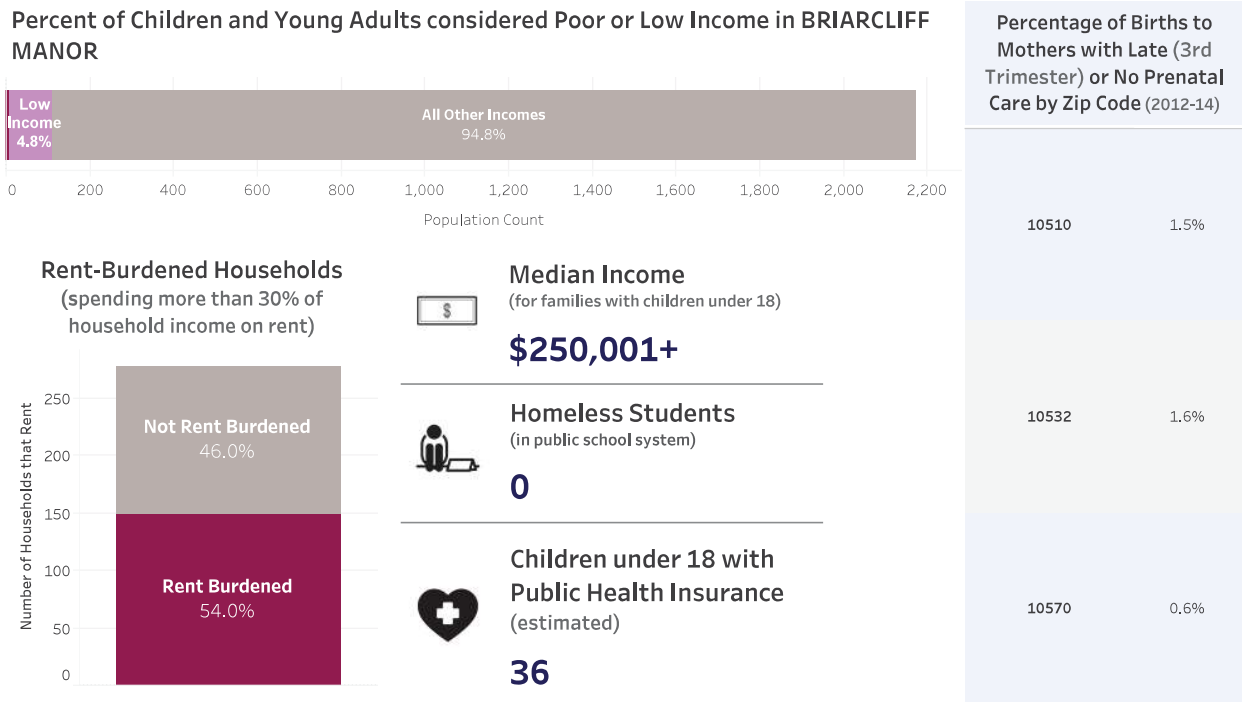 Percent of Children and Young Adults considered Poor or Low Income in BRIARCLIFF
MANOR
Low
Income
4.8%
All Other Incomes
94.8%
0 200 400 600 800 1,000 1,200 1,400 1,600 1,800 2,000 2,200
Population Count
Rent-Burdened Households
(spending more than 30% of
household income on rent)
Number of Households that Rent
250
200
150
100
50
0
Not Rent Burdened
46.0%
Rent Burdened
54.0%
$
Median Income
(for families with children under 18)
$250,001+
Homeless Students
(in public school system)
0
Children under 18 with
Public Health Insurance
(estimated)
36
Percentage of Births to
Mothers with Late (3rd
Trimester) or No Prenatal
Care by Zip Code (2012-14)
10510 1.5%
10532 1.6%
10570 0.6%